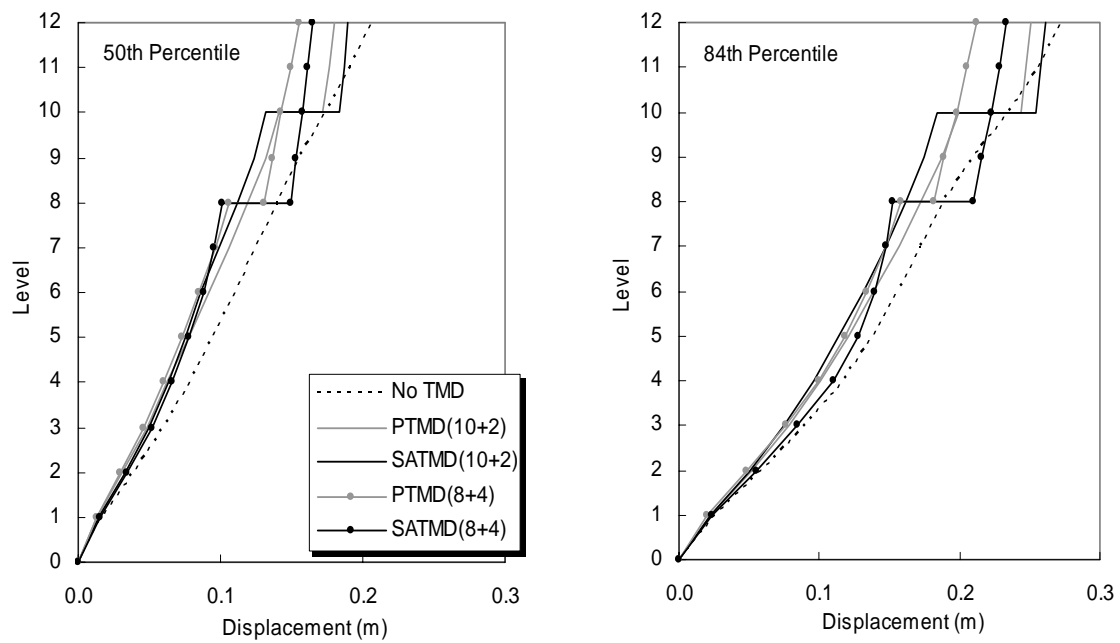 12
11
10
9
8
7
6
5
4
3
2
1
0
Level
50th Percentile
0.0 0.1 0.2 0.3
Displacement (m)
No TMD
PTMD(10+2)
SATMD(10+2)
PTMD(8+4)
SATMD(8+4)
12
11
10
9
8
7
6
5
4
3
2
1
0
Level
84th Percentile
0.0 0.1 0.2 0.3
Displacement (m)